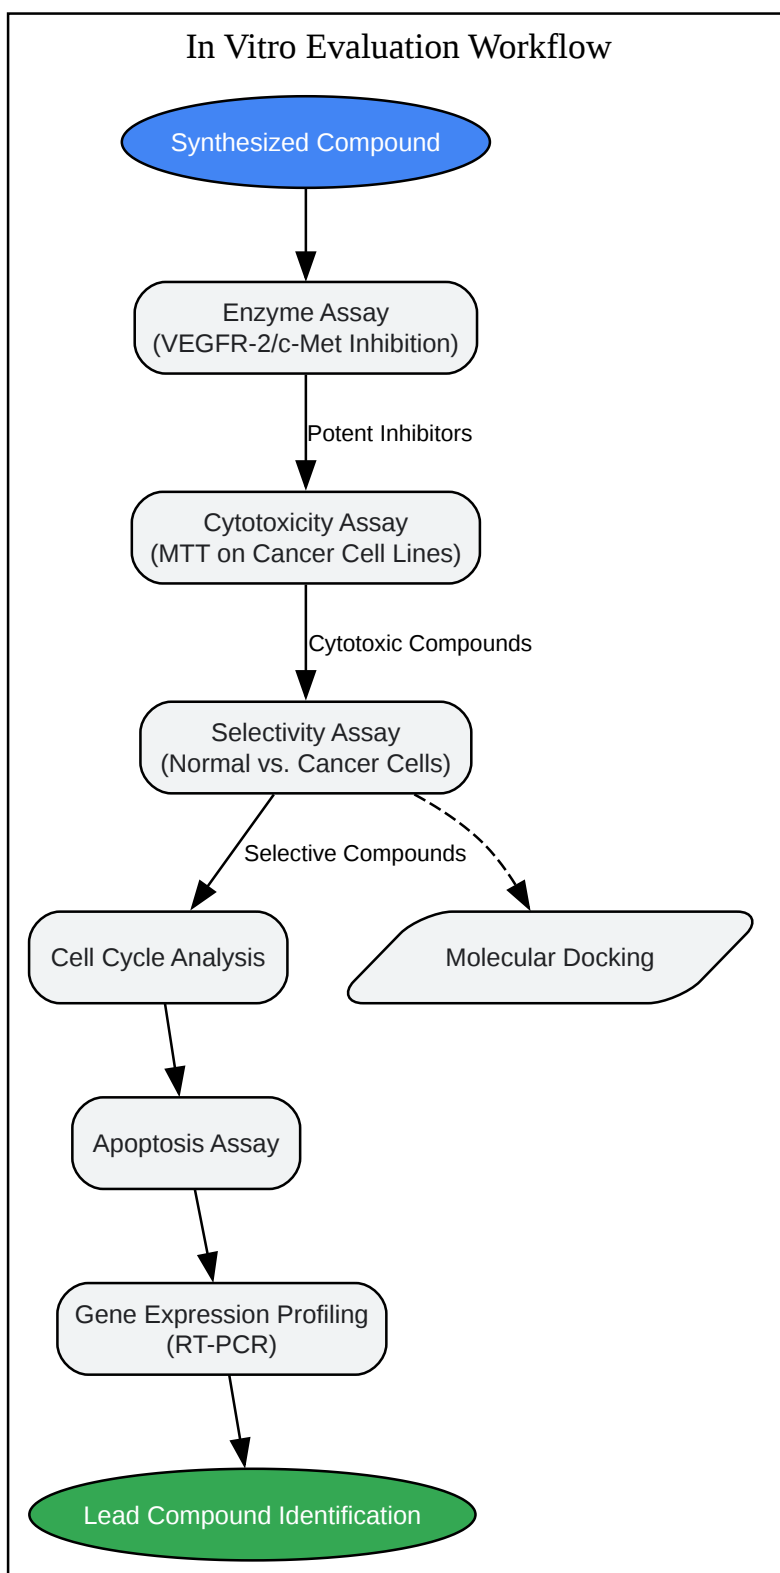 In Vitro Evaluation Workflow
Synthesized Compound
Enzyme Assay
(VEGFR-2/c-Met Inhibition)
Potent Inhibitors
Cytotoxicity Assay
(MTT on Cancer Cell Lines)
Cytotoxic Compounds
Selectivity Assay
(Normal vs. Cancer Cells)
Selective Compounds
Cell Cycle Analysis
Molecular Docking
Apoptosis Assay
Gene Expression Profiling
(RT-PCR)
Lead Compound Identification